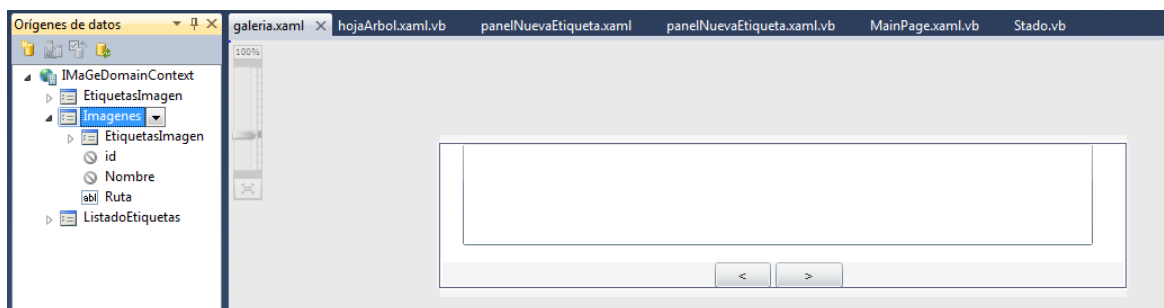 Orígenes de datos
galeria.xaml hojaArbol.xaml.vb panelNuevaEtiqueta.xaml panelNuevaEtiqueta.xaml.vb MainPage.xaml.vb Stado.vb
100%
IMaGeDomainContext
EtiquetasImagen
Imagenes
EtiquetasImagen
id
Nombre
abl Ruta
ListadoEtiquetas
< >